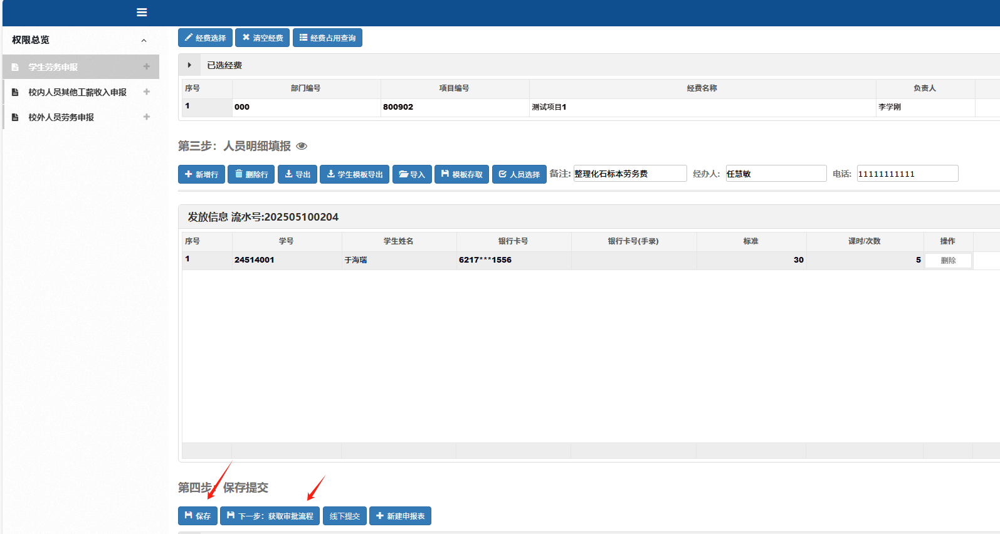 权限总览
学生劳务申报
校内人员其他工薪收入申报
校外人员劳务申报
经费选择 清空经费 经费占用查询
已选经费
序号 部门编号 项目编号 经费名称 负责人
1 000 800902 测试项目1 李学刚
第三步：人员明细填报
新增行 删除行 导出 学生模板导出 导入 模板存取 人员选择 备注: 整理化石标本劳务费 经办人: 任慧敏 电话: 11111111111
发放信息 流水号:202505100204
序号 学号 学生姓名 银行卡号 银行卡号(手录) 标准 课时/次数 操作
1 24514001 于海瑞 6217***1556 30 5 删除
第四步：保存提交
保存 下一步：获取审批流程 线下提交 新建申报表